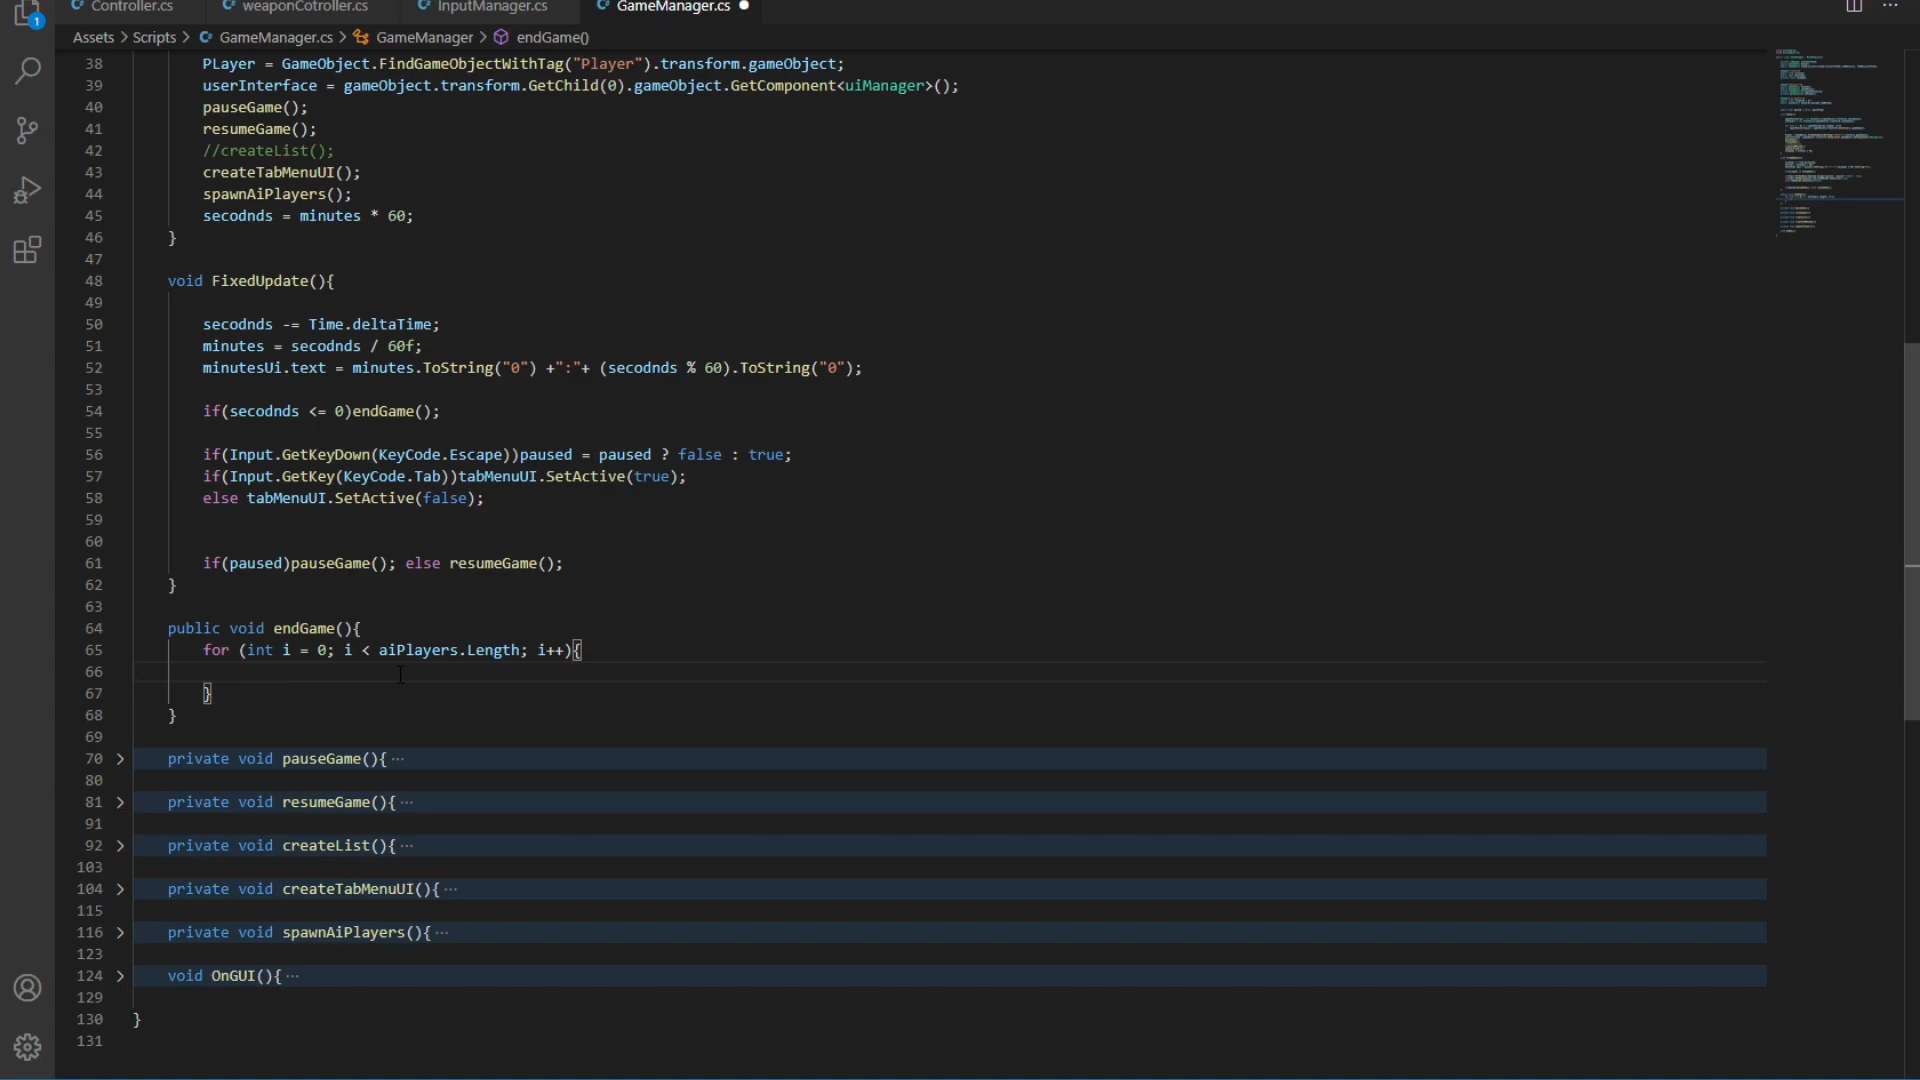 Controller.cs weaponCotroller.cs InputManager.cs GameManager.cs
1
Assets > Scripts > GameManager.cs > GameManager > endGame()
38 PLayer = GameObject.FindGameObjectWithTag("Player").transform.gameObject;
39 userInterface = gameObject.transform.GetChild(0).gameObject.GetComponent<uiManager>();
40 pauseGame();
41 resumeGame();
42 //createList();
43 createTabMenuUI();
44 spawnAiPlayers();
45 secodnds = minutes * 60;
46 }
47
48 void FixedUpdate(){
49
50 secodnds -= Time.deltaTime;
51 minutes = secodnds / 60f;
52 minutesUi.text = minutes.ToString("0") +":"+ (secodnds % 60).ToString("0");
53
54 if(secodnds <= 0)endGame();
55
56 if(Input.GetKeyDown(KeyCode.Escape))paused = paused ? false : true;
57 if(Input.GetKey(KeyCode.Tab))tabMenuUI.SetActive(true);
58 else tabMenuUI.SetActive(false);
59
60
61 if(paused)pauseGame(); else resumeGame();
62 }
63
64 public void endGame(){
65 for (int i = 0; i < aiPlayers.Length; i++){
66
67 }
68 }
69
70 private void pauseGame(){ ···
80
81 private void resumeGame(){ ···
91
92 private void createList(){ ···
103
104 private void createTabMenuUI(){ ···
115
116 private void spawnAiPlayers(){ ···
123
124 void OnGUI(){ ···
129
130 }
131